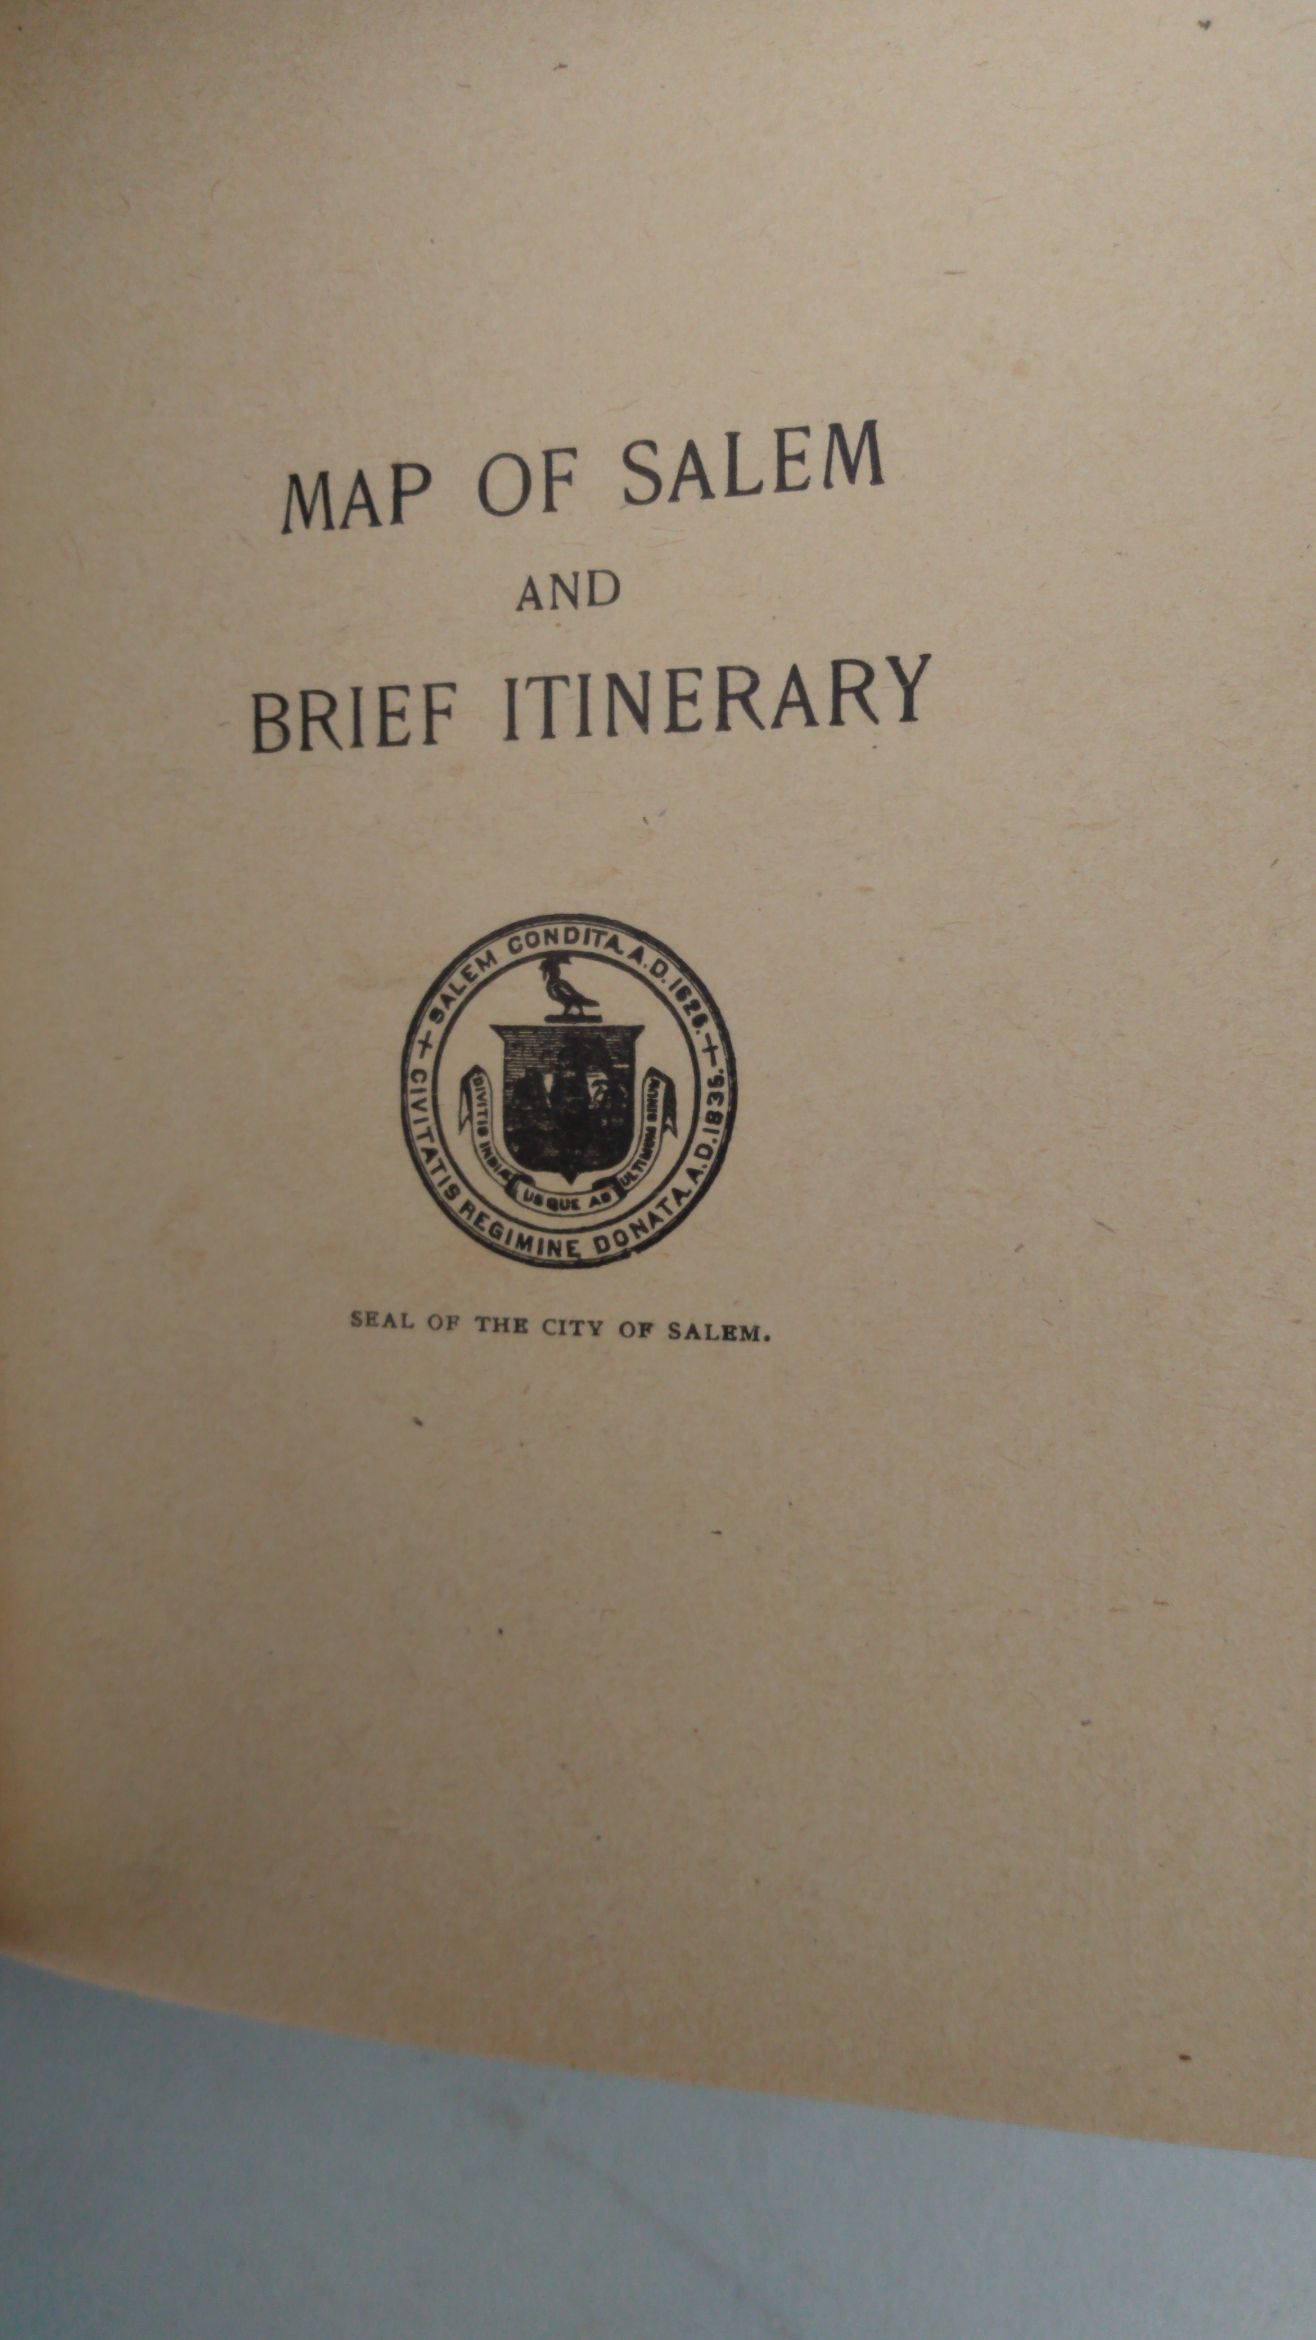 MAP OF SALEM
AND
BRIEF ITINERARY
SALEM CONDITA. A.D. 1626.
CIVITATIS REGIMINE DONATA. A.D. 1836.
DIVITIS INDIÆ
USQUE AD
ULTIMUM SINUM
SEAL OF THE CITY OF SALEM.